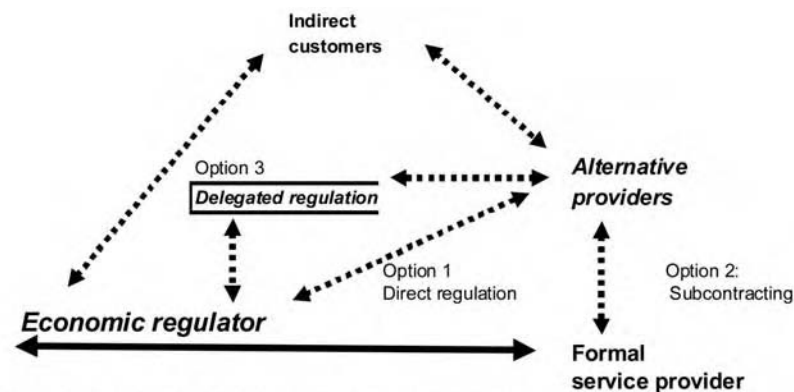 Indirect
customers
Option 3
Delegated regulation
Alternative
providers
Option 1
Direct regulation
Option 2:
Subcontracting
Economic regulator
Formal
service provider